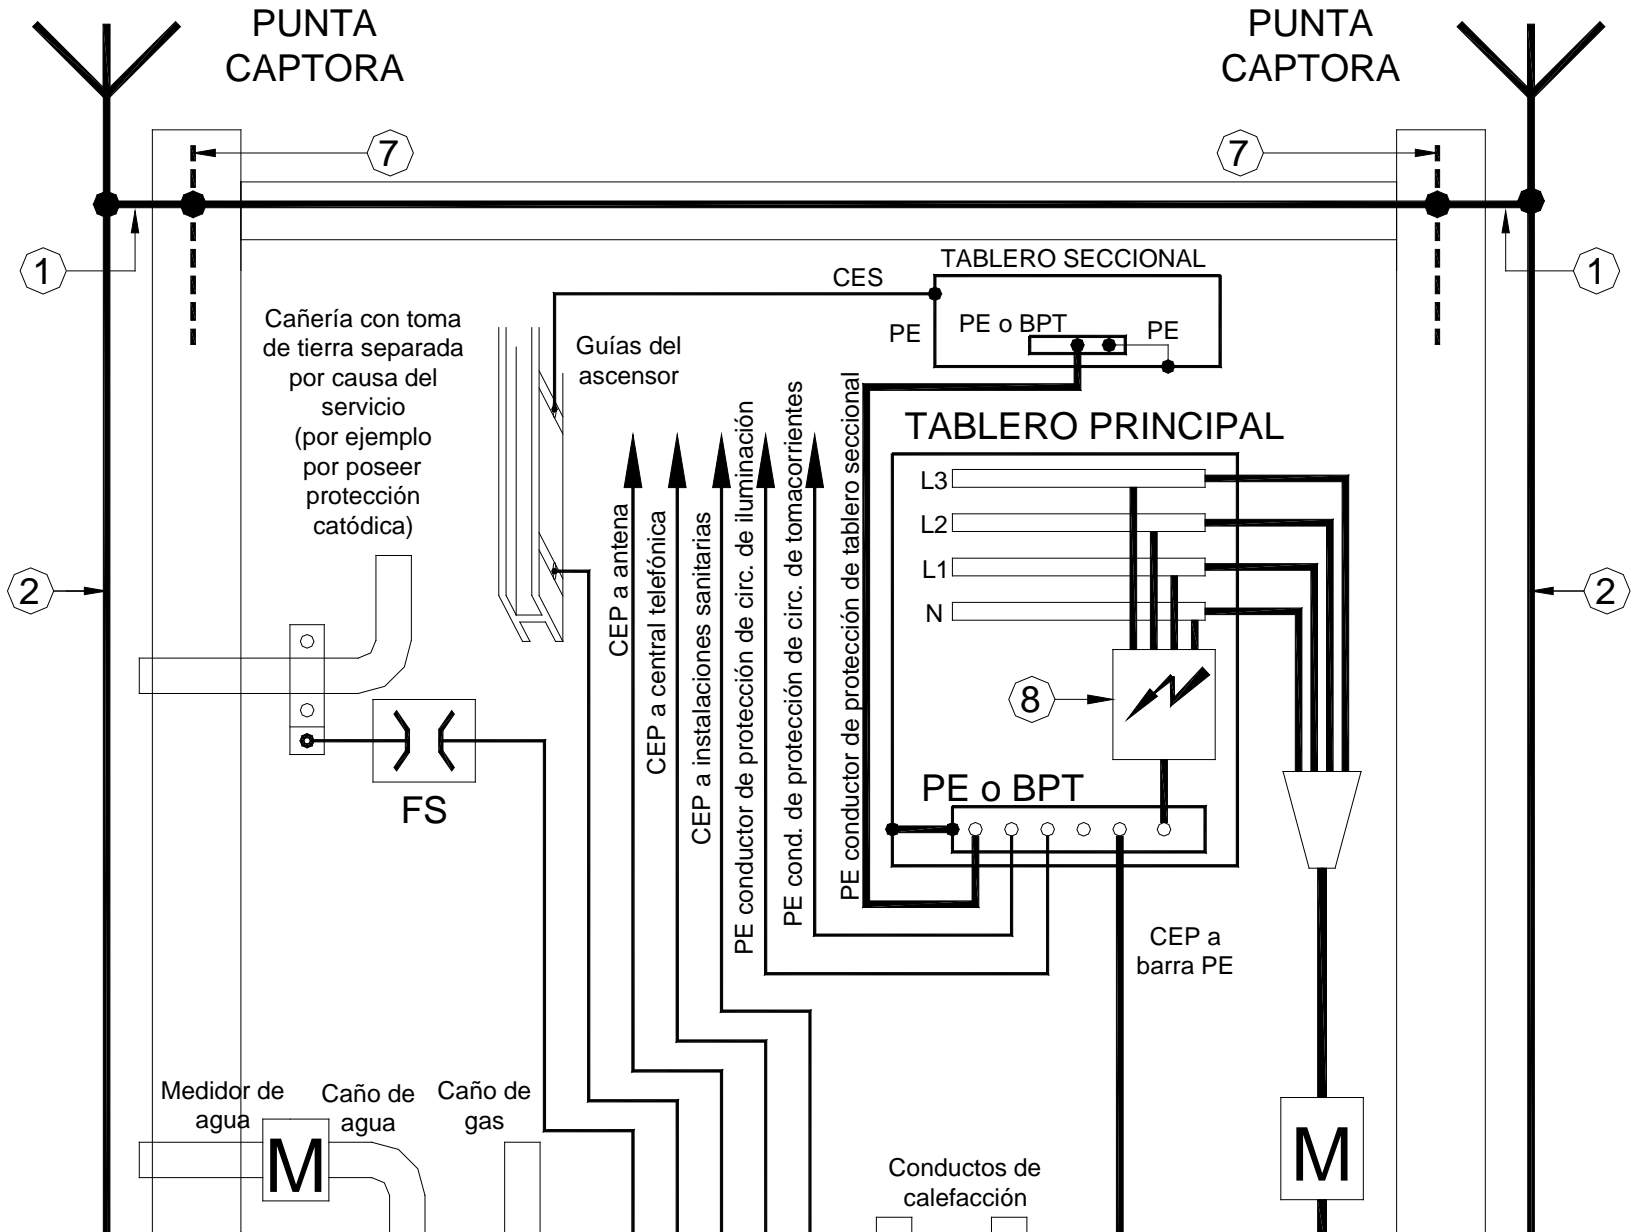 PUNTA
CAPTORA
PUNTA
CAPTORA
7
7
1
1
TABLERO SECCIONAL
CES
PE
PE o BPT
PE
Cañería con toma
de tierra separada
por causa del
servicio
(por ejemplo
por poseer
protección
catódica)
Guías del
ascensor
TABLERO PRINCIPAL
L3
L2
L1
N
2
2
CEP a antena
CEP a central telefónica
CEP a instalaciones sanitarias
PE conductor de protección de circ. de iluminación
PE cond. de protección de circ. de tomacorrientes
PE conductor de protección de tablero seccional
8
FS
PE o BPT
CEP a
barra PE
Medidor de
agua
Caño de
agua
Caño de
gas
M
M
Conductos de
calefacción